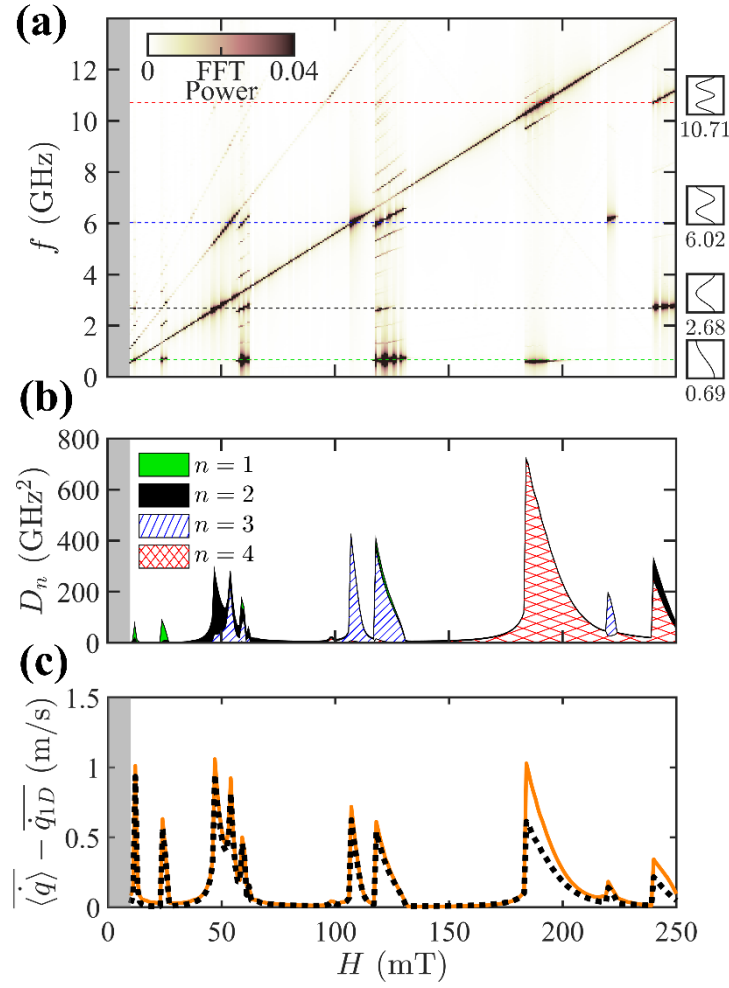 (a)
0 FFT 0.04
Power
12
10
8
6
4
2
0
f (GHz)
10.71
6.02
2.68
0.69
(b)
800
600
400
200
0
D_n (GHz²)
n = 1
n = 2
n = 3
n = 4
(c)
1.5
1
0.5
0
⟨q̇⟩ − q̇₁D (m/s)
0 50 100 150 200 250
H (mT)